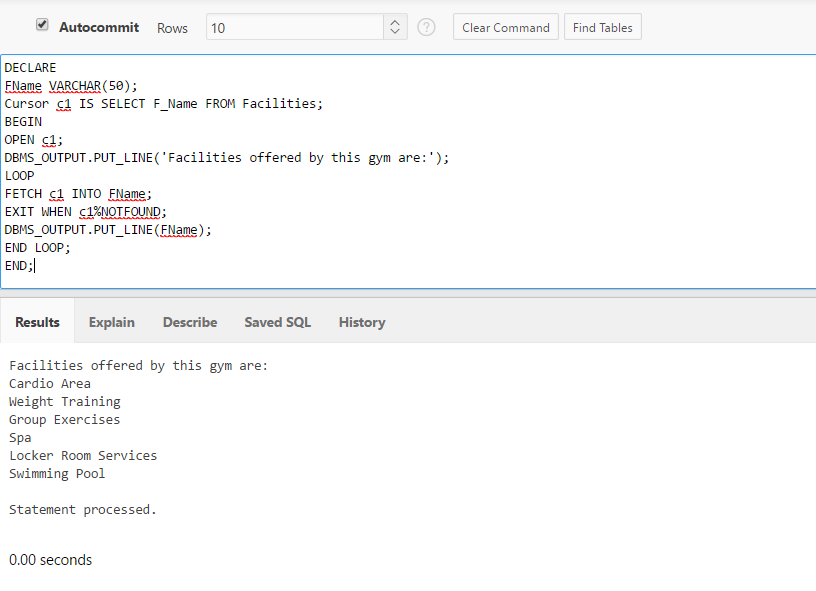 Autocommit Rows 10 ? Clear Command Find Tables
DECLARE
FName VARCHAR(50);
Cursor c1 IS SELECT F_Name FROM Facilities;
BEGIN
OPEN c1;
DBMS_OUTPUT.PUT_LINE('Facilities offered by this gym are:');
LOOP
FETCH c1 INTO FName;
EXIT WHEN c1%NOTFOUND;
DBMS_OUTPUT.PUT_LINE(FName);
END LOOP;
END;
Results Explain Describe Saved SQL History
Facilities offered by this gym are:
Cardio Area
Weight Training
Group Exercises
Spa
Locker Room Services
Swimming Pool
Statement processed.
0.00 seconds